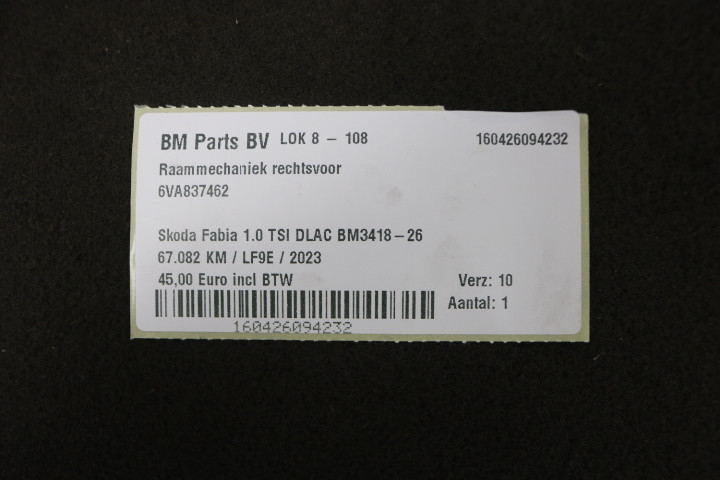 BM Parts BV LOK 8 - 108 160426094232
Raammechaniek rechtsvoor
6VA837462
Skoda Fabia 1.0 TSI DLAC BM3418-26
67.082 KM / LF9E / 2023
45,00 Euro incl BTW Verz: 10
Aantal: 1
160426094232